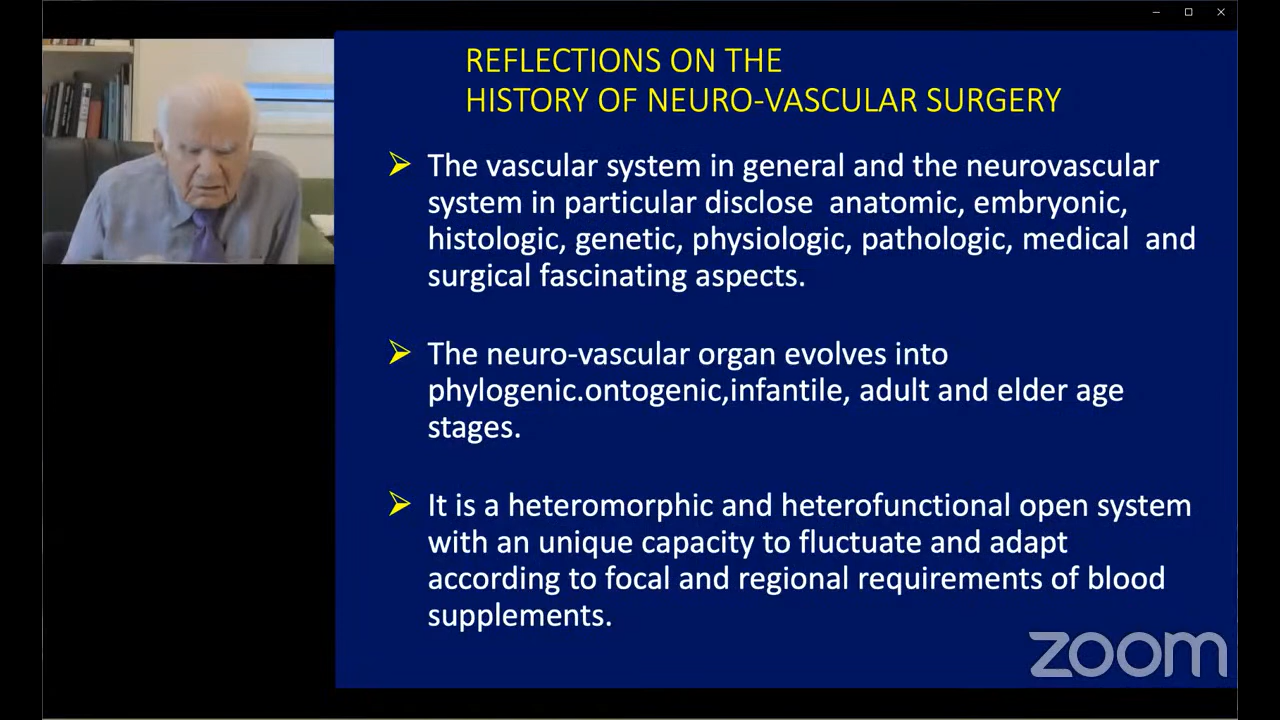 REFLECTIONS ON THE
HISTORY OF NEURO-VASCULAR SURGERY
The vascular system in general and the neurovascular
system in particular disclose anatomic, embryonic,
histologic, genetic, physiologic, pathologic, medical and
surgical fascinating aspects.
The neuro-vascular organ evolves into
phylogenic.ontogenic,infantile, adult and elder age
stages.
It is a heteromorphic and heterofunctional open system
with an unique capacity to fluctuate and adapt
according to focal and regional requirements of blood
supplements.
zoom